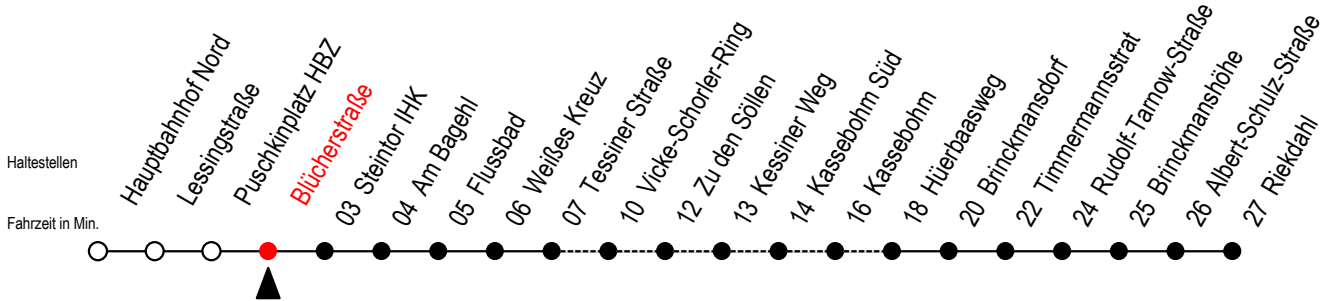 Haltestellen
Fahrzeit in Min.
Hauptbahnhof Nord
Lessingstraße
Puschkinplatz HBZ
Blücherstraße
03 Steintor IHK
04 Am Bagehl
05 Flussbad
06 Weißes Kreuz
07 Tessiner Straße
10 Vicke-Schorler-Ring
12 Zu den Söllen
13 Kessiner Weg
14 Kassebohm Süd
16 Kassebohm
18 Hüerbaasweg
20 Brinckmansdorf
22 Timmermannsstrat
24 Rudolf-Tarnow-Straße
25 Brinckmanshöhe
26 Albert-Schulz-Straße
27 Riekdahl